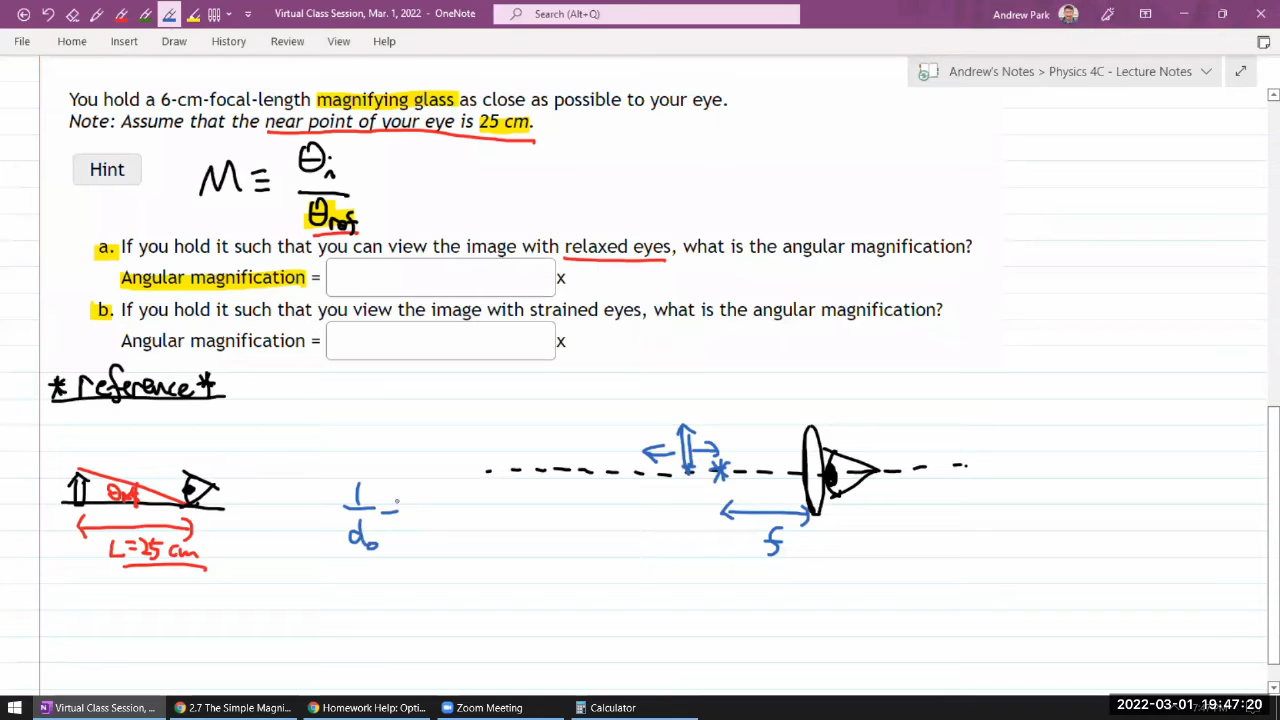 Virtual Class Session, Mar. 1, 2022 - OneNote
Search (Alt+Q)
Andrew Park
File Home Insert Draw History Review View Help
Andrew's Notes > Physics 4C - Lecture Notes
You hold a 6-cm-focal-length magnifying glass as close as possible to your eye.
Note: Assume that the near point of your eye is 25 cm.
Hint
M ≡ θi / θref
a. If you hold it such that you can view the image with relaxed eyes, what is the angular magnification?
Angular magnification = x
b. If you hold it such that you view the image with strained eyes, what is the angular magnification?
Angular magnification = x
*reference*
θref
L=25 cm
1/do =
f
Virtual Class Session, ... 2.7 The Simple Magni... Homework Help: Opti... Zoom Meeting Calculator
2022-03-01 19:47:20